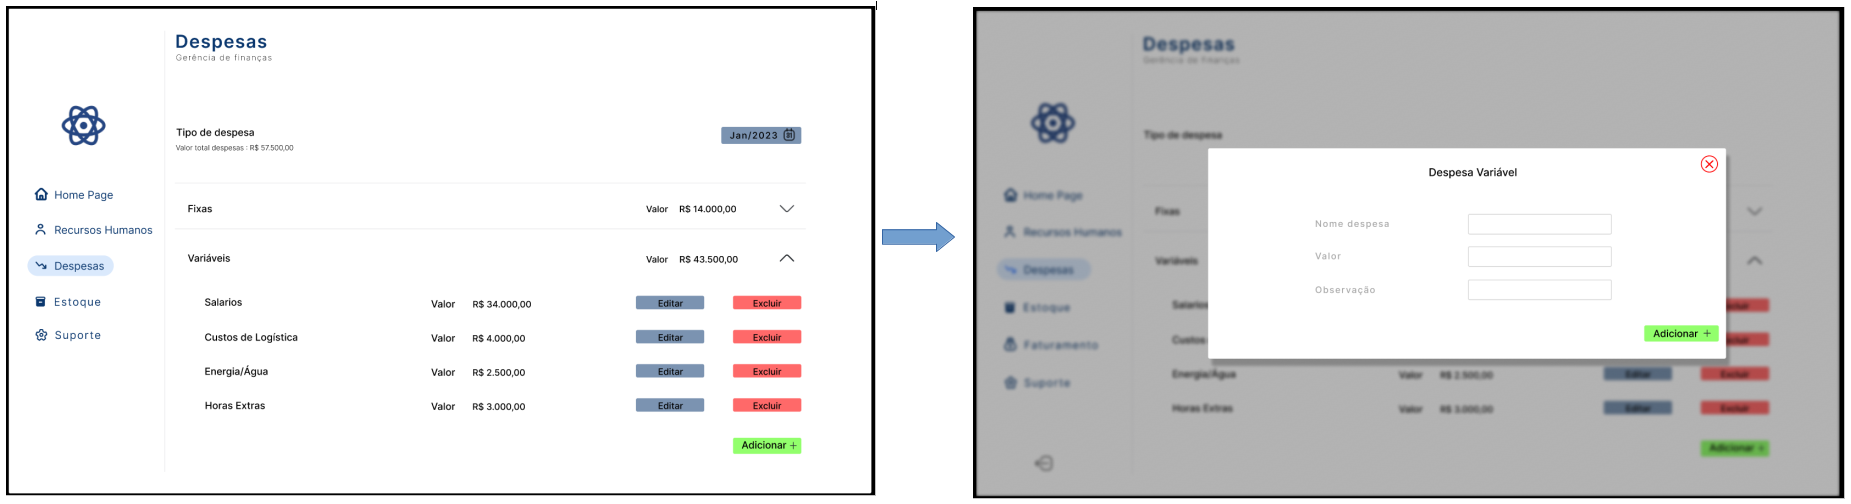 Despesas
Gerência de finanças
Tipo de despesa
Valor total despesas : R$ 57.500,00
Jan/2023
Home Page
Recursos Humanos
Despesas
Estoque
Suporte
Fixas Valor R$ 14.000,00
Variáveis Valor R$ 43.500,00
Salarios Valor R$ 34.000,00 Editar Excluir
Custos de Logística Valor R$ 4.000,00 Editar Excluir
Energia/Água Valor R$ 2.500,00 Editar Excluir
Horas Extras Valor R$ 3.000,00 Editar Excluir
Adicionar +
Despesas
Gerência de finanças
Tipo de despesa
Home Page
Recursos Humanos
Despesas
Estoque
Faturamento
Suporte
Fixas
Variáveis
Salarios
Custos
Energia/Água Valor R$ 2.500,00 Editar Excluir
Horas Extras Valor R$ 3.000,00 Editar Excluir
Adicionar +
Despesa Variável
Nome despesa
Valor
Observação
Adicionar +